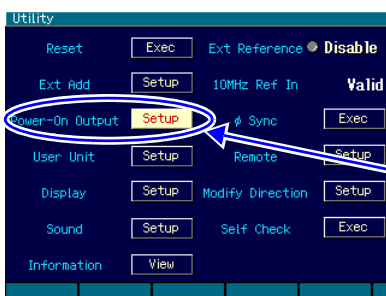 Utility
Reset Exec Ext Reference Disable
Ext Add Setup 10MHz Ref In Valid
Power-On Output Setup ϕ Sync Exec
User Unit Setup Remote Setup
Display Setup Modify Direction Setup
Sound Setup Self Check Exec
Information View